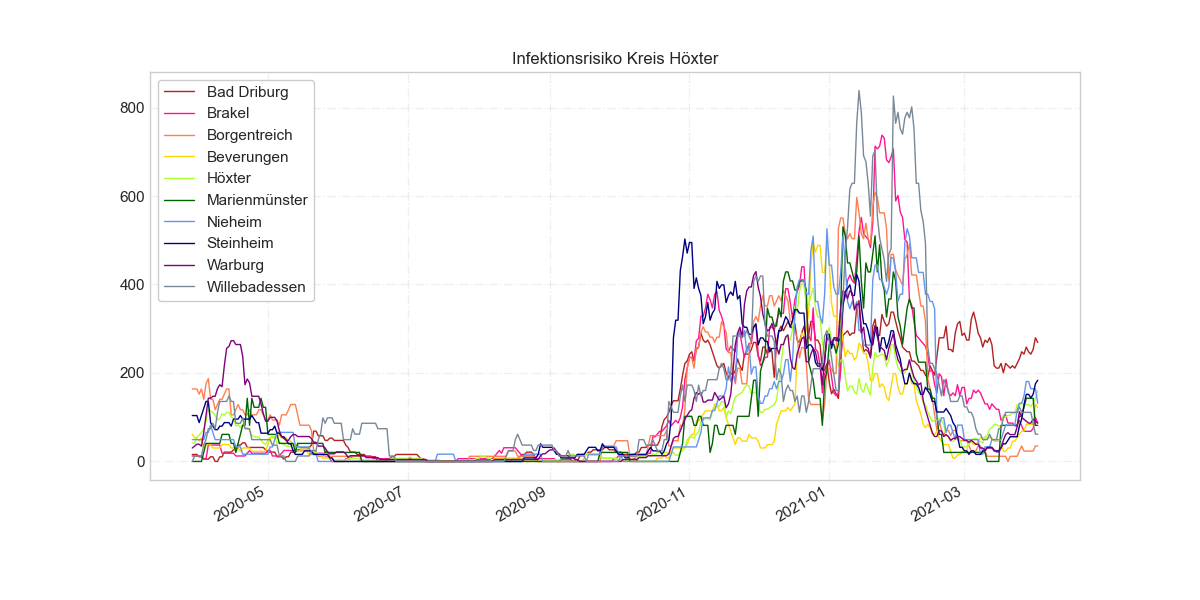 Infektionsrisiko Kreis Höxter
Bad Driburg
Brakel
Borgentreich
Beverungen
Höxter
Marienmünster
Nieheim
Steinheim
Warburg
Willebadessen
800
600
400
200
0
2020-05
2020-07
2020-09
2020-11
2021-01
2021-03